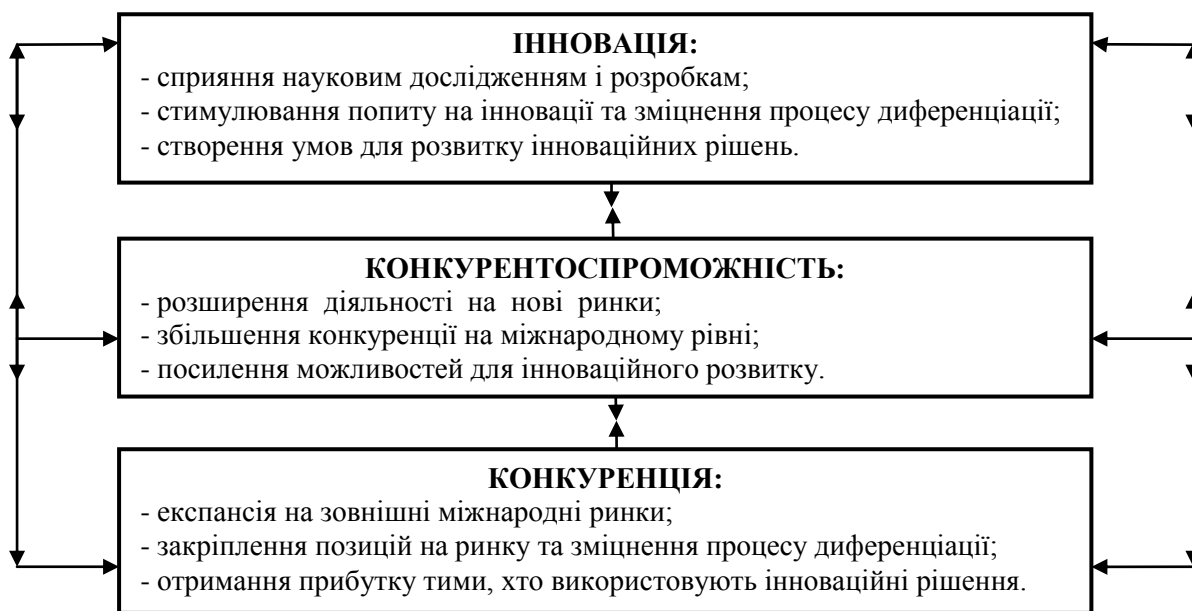 ІННОВАЦІЯ:
- сприяння науковим дослідженням і розробкам;
- стимулювання попиту на інновації та зміцнення процесу диференціації;
- створення умов для розвитку інноваційних рішень.
КОНКУРЕНТОСПРОМОЖНІСТЬ:
- розширення діяльності на нові ринки;
- збільшення конкуренції на міжнародному рівні;
- посилення можливостей для інноваційного розвитку.
КОНКУРЕНЦІЯ:
- експансія на зовнішні міжнародні ринки;
- закріплення позицій на ринку та зміцнення процесу диференціації;
- отримання прибутку тими, хто використовують інноваційні рішення.